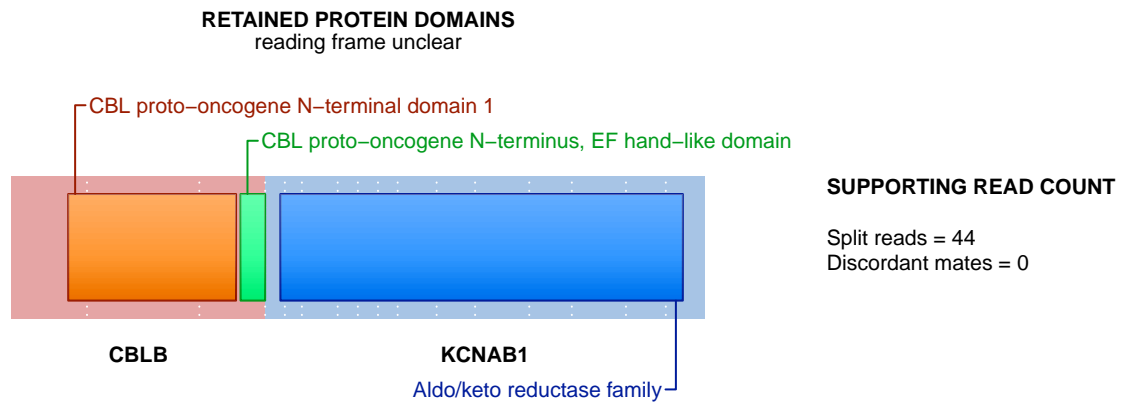 RETAINED PROTEIN DOMAINS
reading frame unclear
CBL proto−oncogene N−terminal domain 1
CBL proto−oncogene N−terminus, EF hand−like domain
SUPPORTING READ COUNT
Split reads = 44
Discordant mates = 0
CBLB
KCNAB1
Aldo/keto reductase family